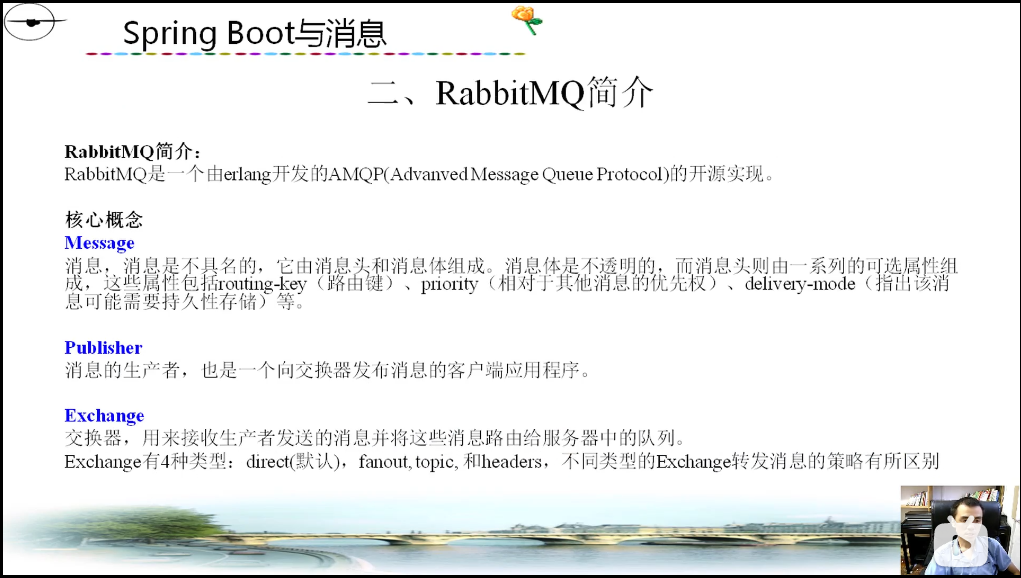 Spring Boot与消息
二、RabbitMQ简介
RabbitMQ简介：
RabbitMQ是一个由erlang开发的AMQP(Advanved Message Queue Protocol)的开源实现。
核心概念
Message
消息，消息是不具名的，它由消息头和消息体组成。消息体是不透明的，而消息头则由一系列的可选属性组
成，这些属性包括routing-key（路由键）、priority（相对于其他消息的优先权）、delivery-mode（指出该消
息可能需要持久性存储）等。
Publisher
消息的生产者，也是一个向交换器发布消息的客户端应用程序。
Exchange
交换器，用来接收生产者发送的消息并将这些消息路由给服务器中的队列。
Exchange有4种类型：direct(默认)，fanout, topic, 和headers，不同类型的Exchange转发消息的策略有所区别